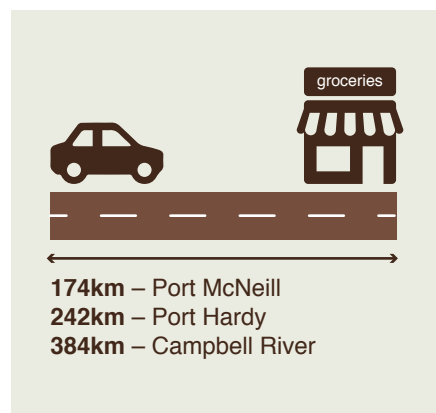 groceries
174km – Port McNeill
242km – Port Hardy
384km – Campbell River